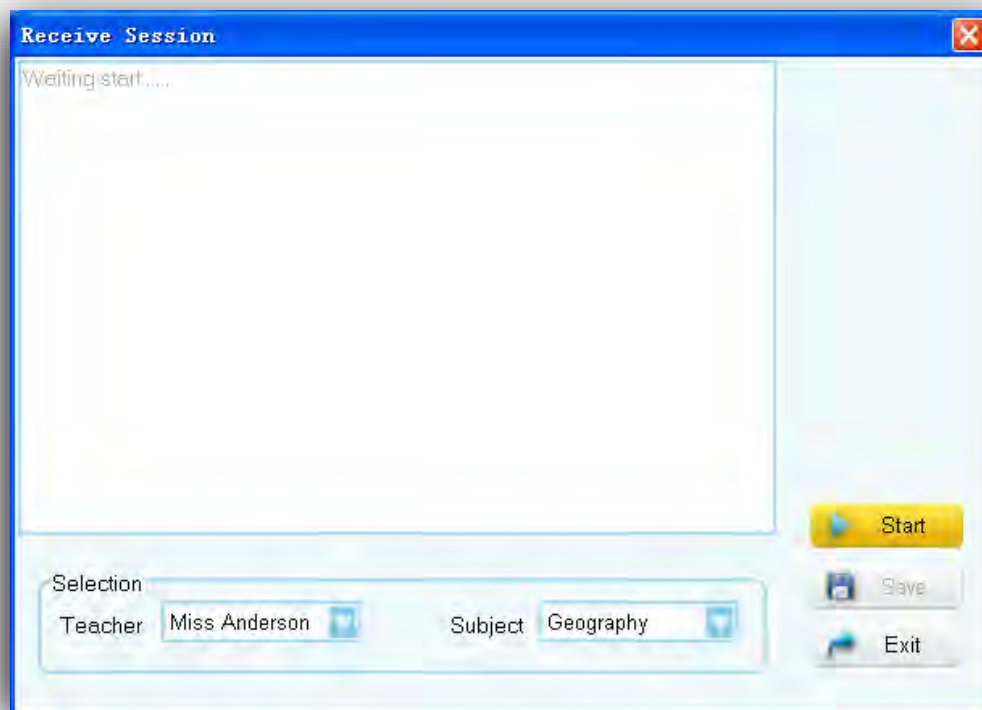 Receive Session
Waiting start.....
Start
Selection
Save
Teacher Miss Anderson Subject Geography
Exit